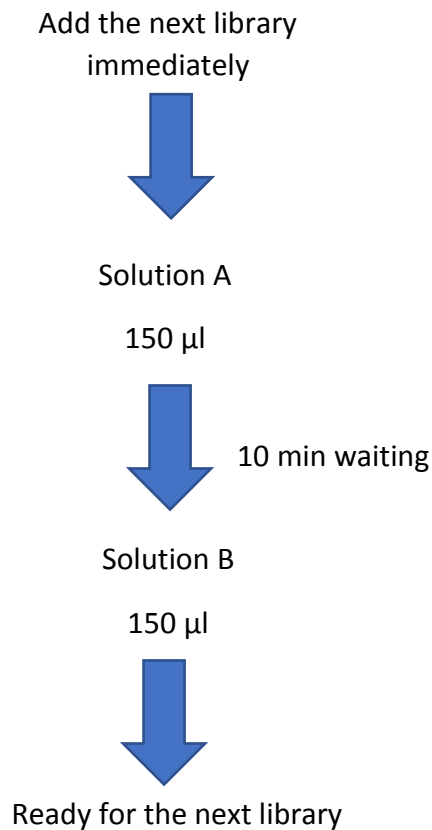 Add the next library
immediately
Solution A
150 µl
10 min waiting
Solution B
150 µl
Ready for the next library